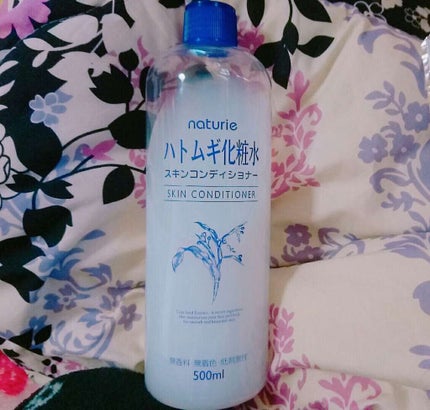 naturie
ハトムギ化粧水
スキンコンディショナー
SKIN CONDITIONER
無香料·無着色·低刺激性
500ml